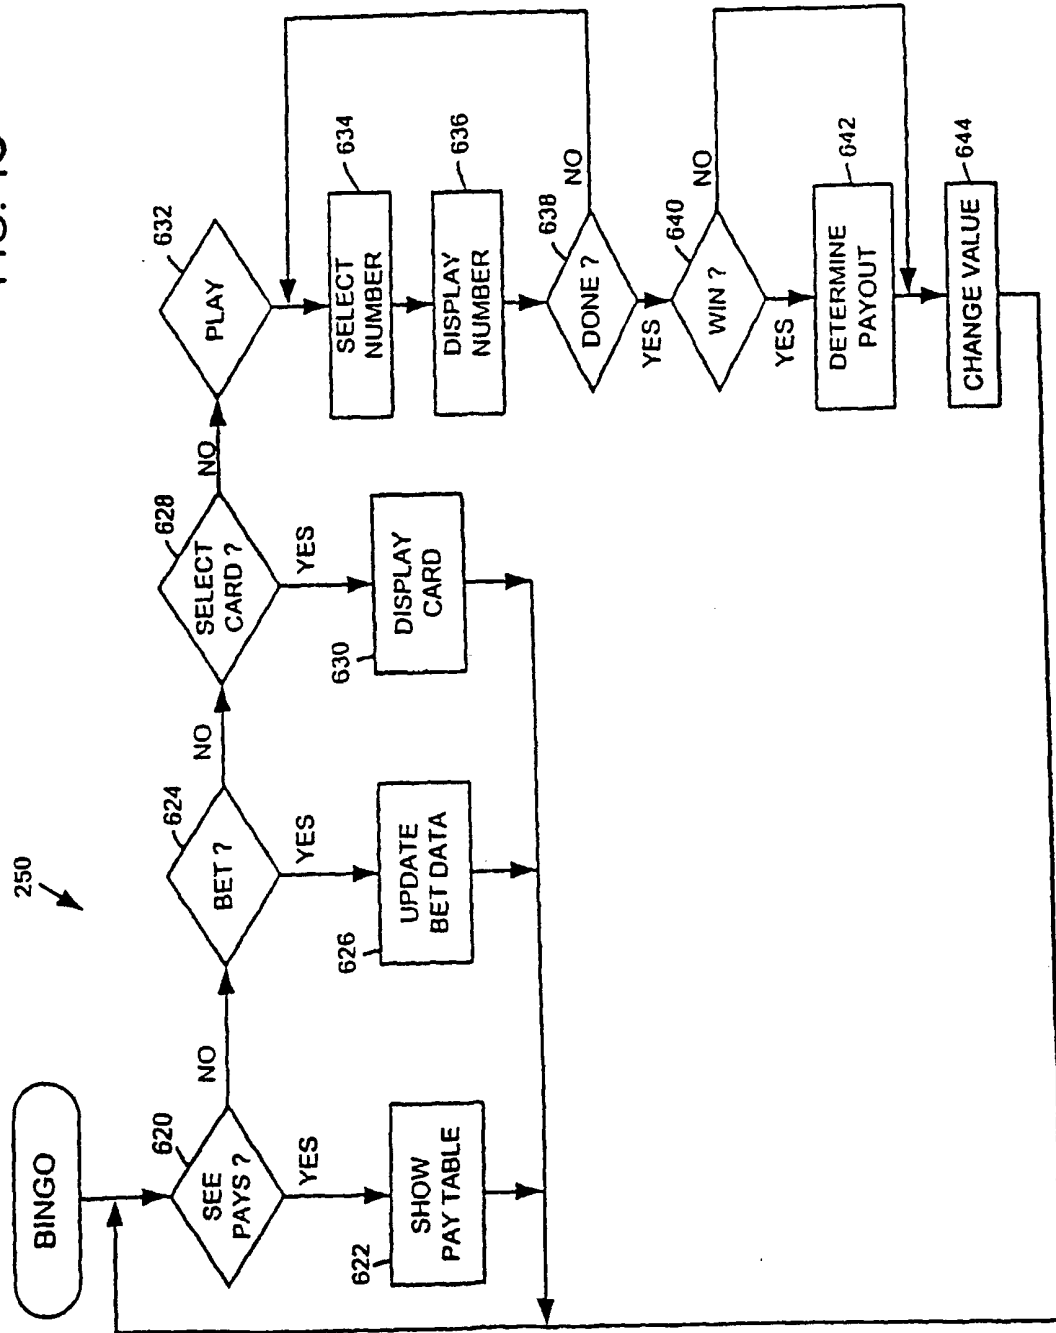 250
BINGO
620
SEE
PAYS ?
NO
YES
622
SHOW
PAY TABLE
624
BET ?
NO
YES
626
UPDATE
BET DATA
628
SELECT
CARD ?
NO
YES
630
DISPLAY
CARD
632
PLAY
634
SELECT
NUMBER
636
DISPLAY
NUMBER
638
DONE ?
NO
YES
640
WIN ?
NO
YES
642
DETERMINE
PAYOUT
644
CHANGE VALUE